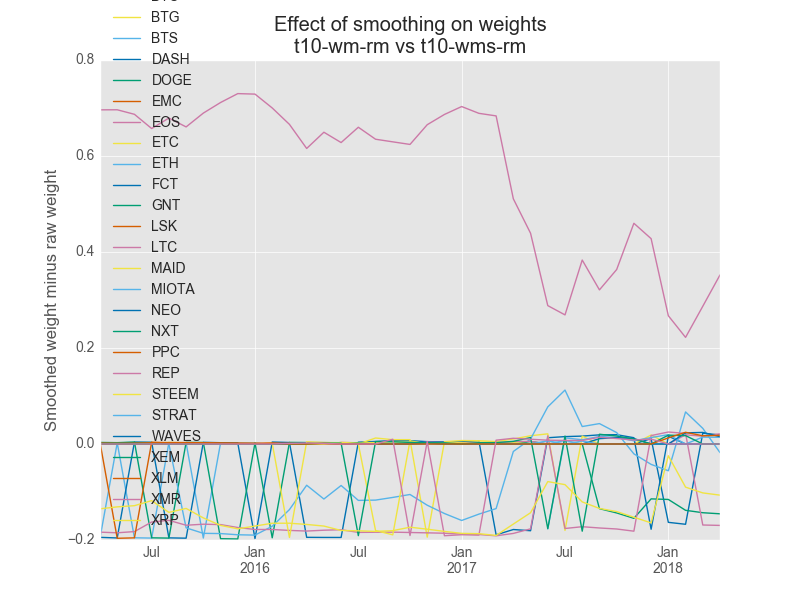 Effect of smoothing on weights
t10-wm-rm vs t10-wms-rm
Smoothed weight minus raw weight
0.8
0.6
0.4
0.2
0.0
−0.2
BTG
BTS
DASH
DOGE
EMC
EOS
ETC
ETH
FCT
GNT
LSK
LTC
MAID
MIOTA
NEO
NXT
PPC
REP
STEEM
STRAT
WAVES
XEM
XLM
XMR
XRP
Jul
Jan
2016
Jul
Jan
2017
Jul
Jan
2018